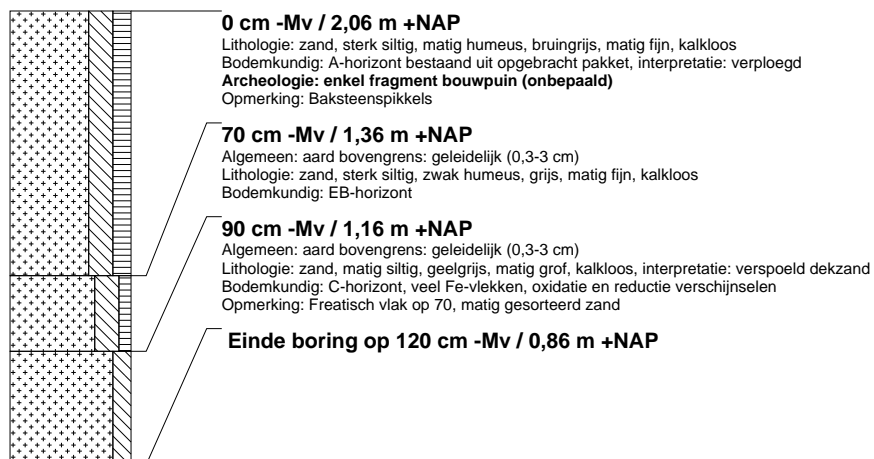 0 cm -Mv / 2,06 m +NAP
Lithologie: zand, sterk siltig, matig humeus, bruingrijs, matig fijn, kalkloos
Bodemkundig: A-horizont bestaand uit opgebracht pakket, interpretatie: verploegd
Archeologie: enkel fragment bouwpuin (onbepaald)
Opmerking: Baksteenspikkels
70 cm -Mv / 1,36 m +NAP
Algemeen: aard bovengrens: geleidelijk (0,3-3 cm)
Lithologie: zand, sterk siltig, zwak humeus, grijs, matig fijn, kalkloos
Bodemkundig: EB-horizont
90 cm -Mv / 1,16 m +NAP
Algemeen: aard bovengrens: geleidelijk (0,3-3 cm)
Lithologie: zand, matig siltig, geelgrijs, matig grof, kalkloos, interpretatie: verspoeld dekzand
Bodemkundig: C-horizont, veel Fe-vlekken, oxidatie en reductie verschijnselen
Opmerking: Freatisch vlak op 70, matig gesorteerd zand
Einde boring op 120 cm -Mv / 0,86 m +NAP